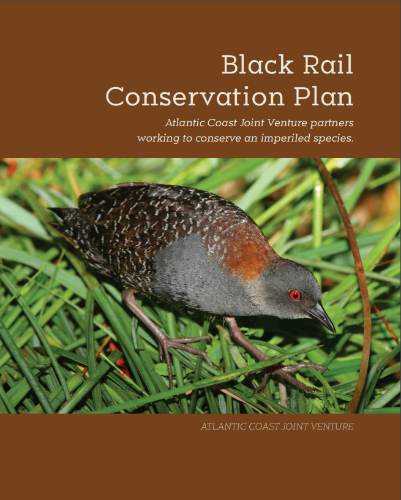 Black Rail
Conservation Plan
Atlantic Coast Joint Venture partners
working to conserve an imperiled species.
ATLANTIC COAST JOINT VENTURE